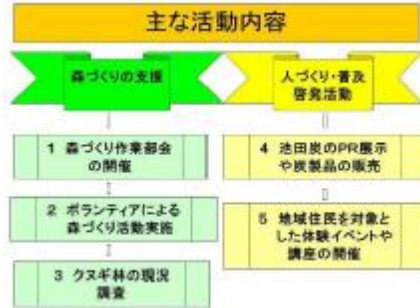 主な活動内容
森づくりの支援
人づくり・普及
啓発活動
1 森づくり作業部会
の開催
2 ボランティアによる
森づくり活動実施
3 クヌギ林の現況
調査
4 池田炭のPR展示
や炭製品の販売
5 地域住民を対象と
した体験イベントや
講座の開催